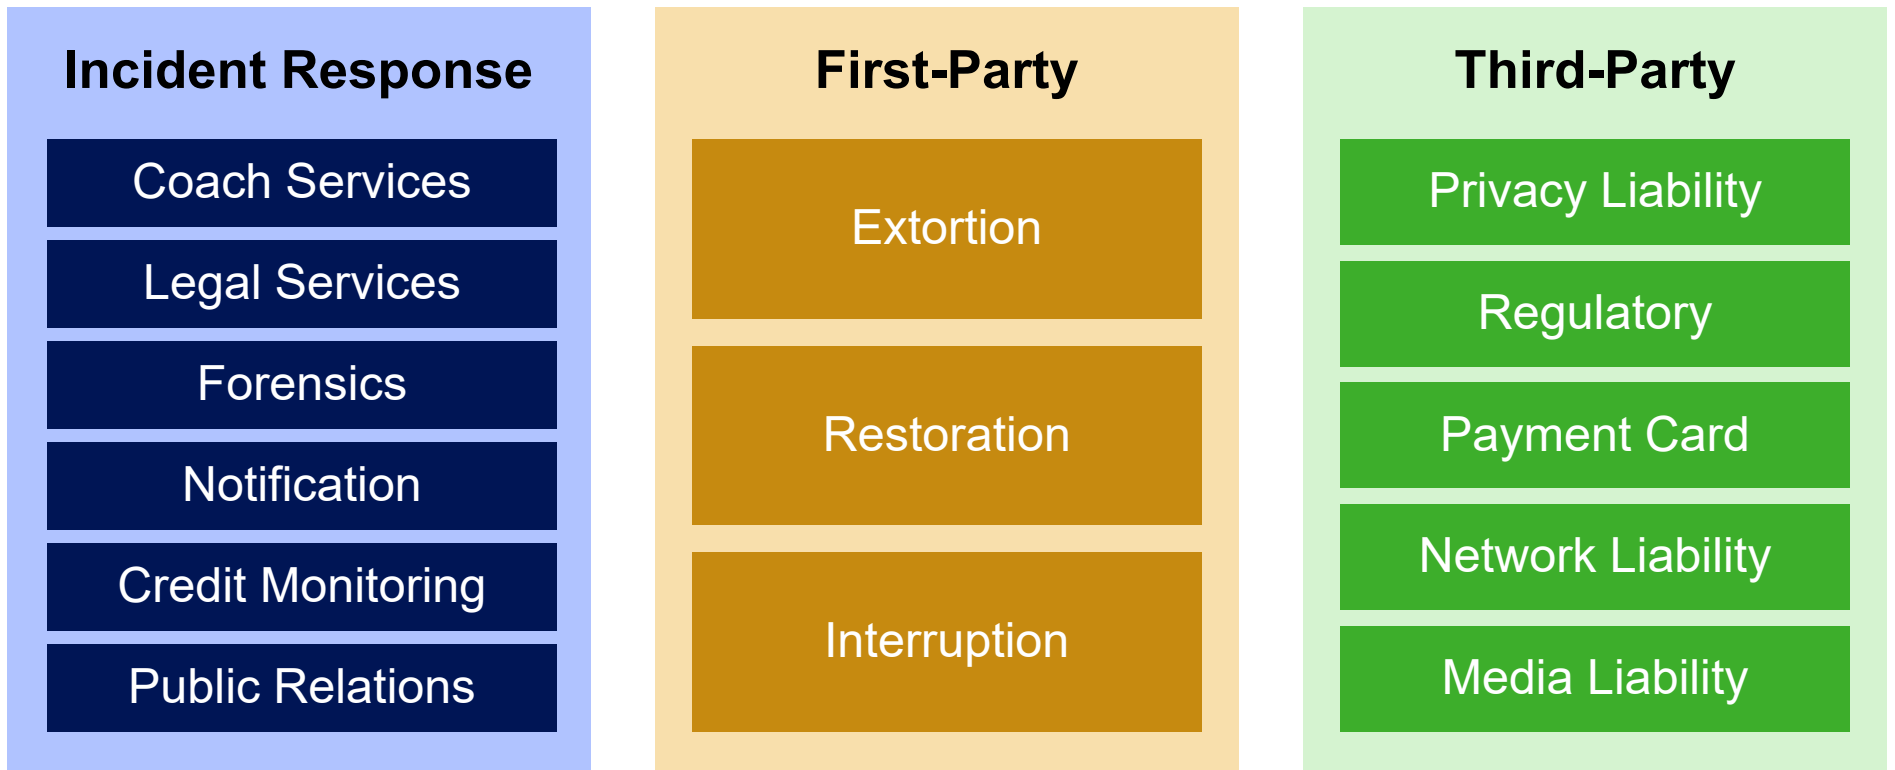 Incident Response
Coach Services
Legal Services
Forensics
Notification
Credit Monitoring
Public Relations
First-Party
Extortion
Restoration
Interruption
Third-Party
Privacy Liability
Regulatory
Payment Card
Network Liability
Media Liability